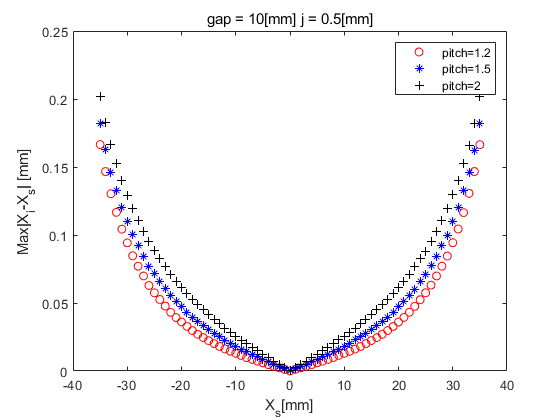 gap = 10[mm] j = 0.5[mm]
0.25
0.2
0.15
0.1
0.05
0
Max|X_i-X_s| [mm]
pitch=1.2
pitch=1.5
pitch=2
-40 -30 -20 -10 0 10 20 30 40
X_s[mm]